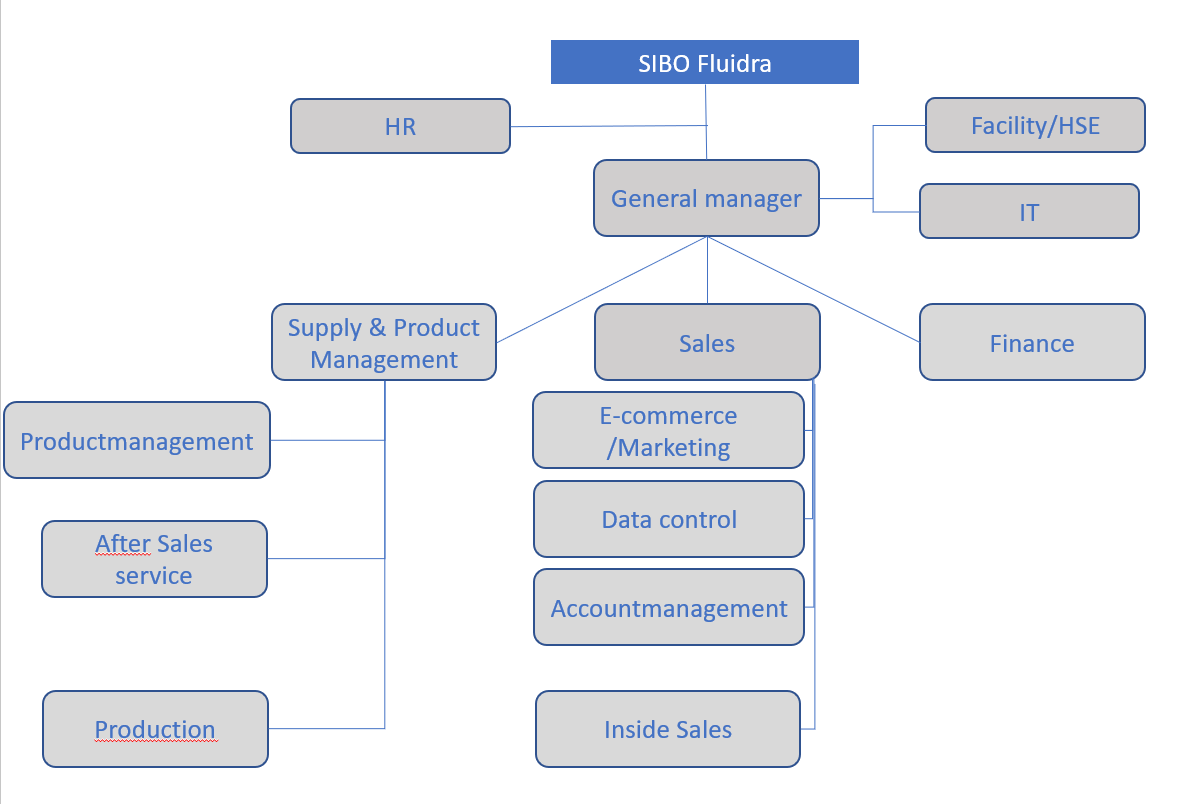 SIBO Fluidra
HR
Facility/HSE
General manager
IT
Supply & Product
Management
Sales
Finance
Productmanagement
E-commerce
/Marketing
After Sales
service
Data control
Accountmanagement
Production
Inside Sales